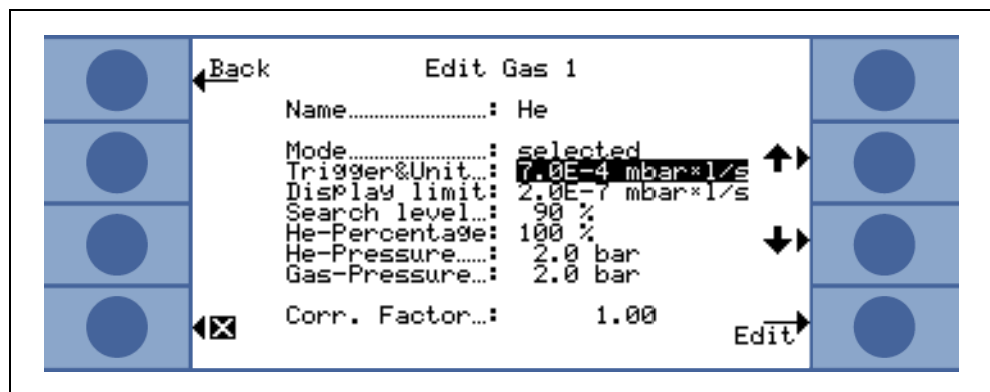 Back Edit Gas 1
Name...........................: He
Mode......................: selected
Trigger&Unit...: 7.0E-4 mbar*l/s
Display limit: 2.0E-7 mbar*l/s
Search level...: 90 %
He-Percentage: 100 %
He-Pressure......: 2.0 bar
Gas-Pressure...: 2.0 bar
Corr. Factor...: 1.00
Edit